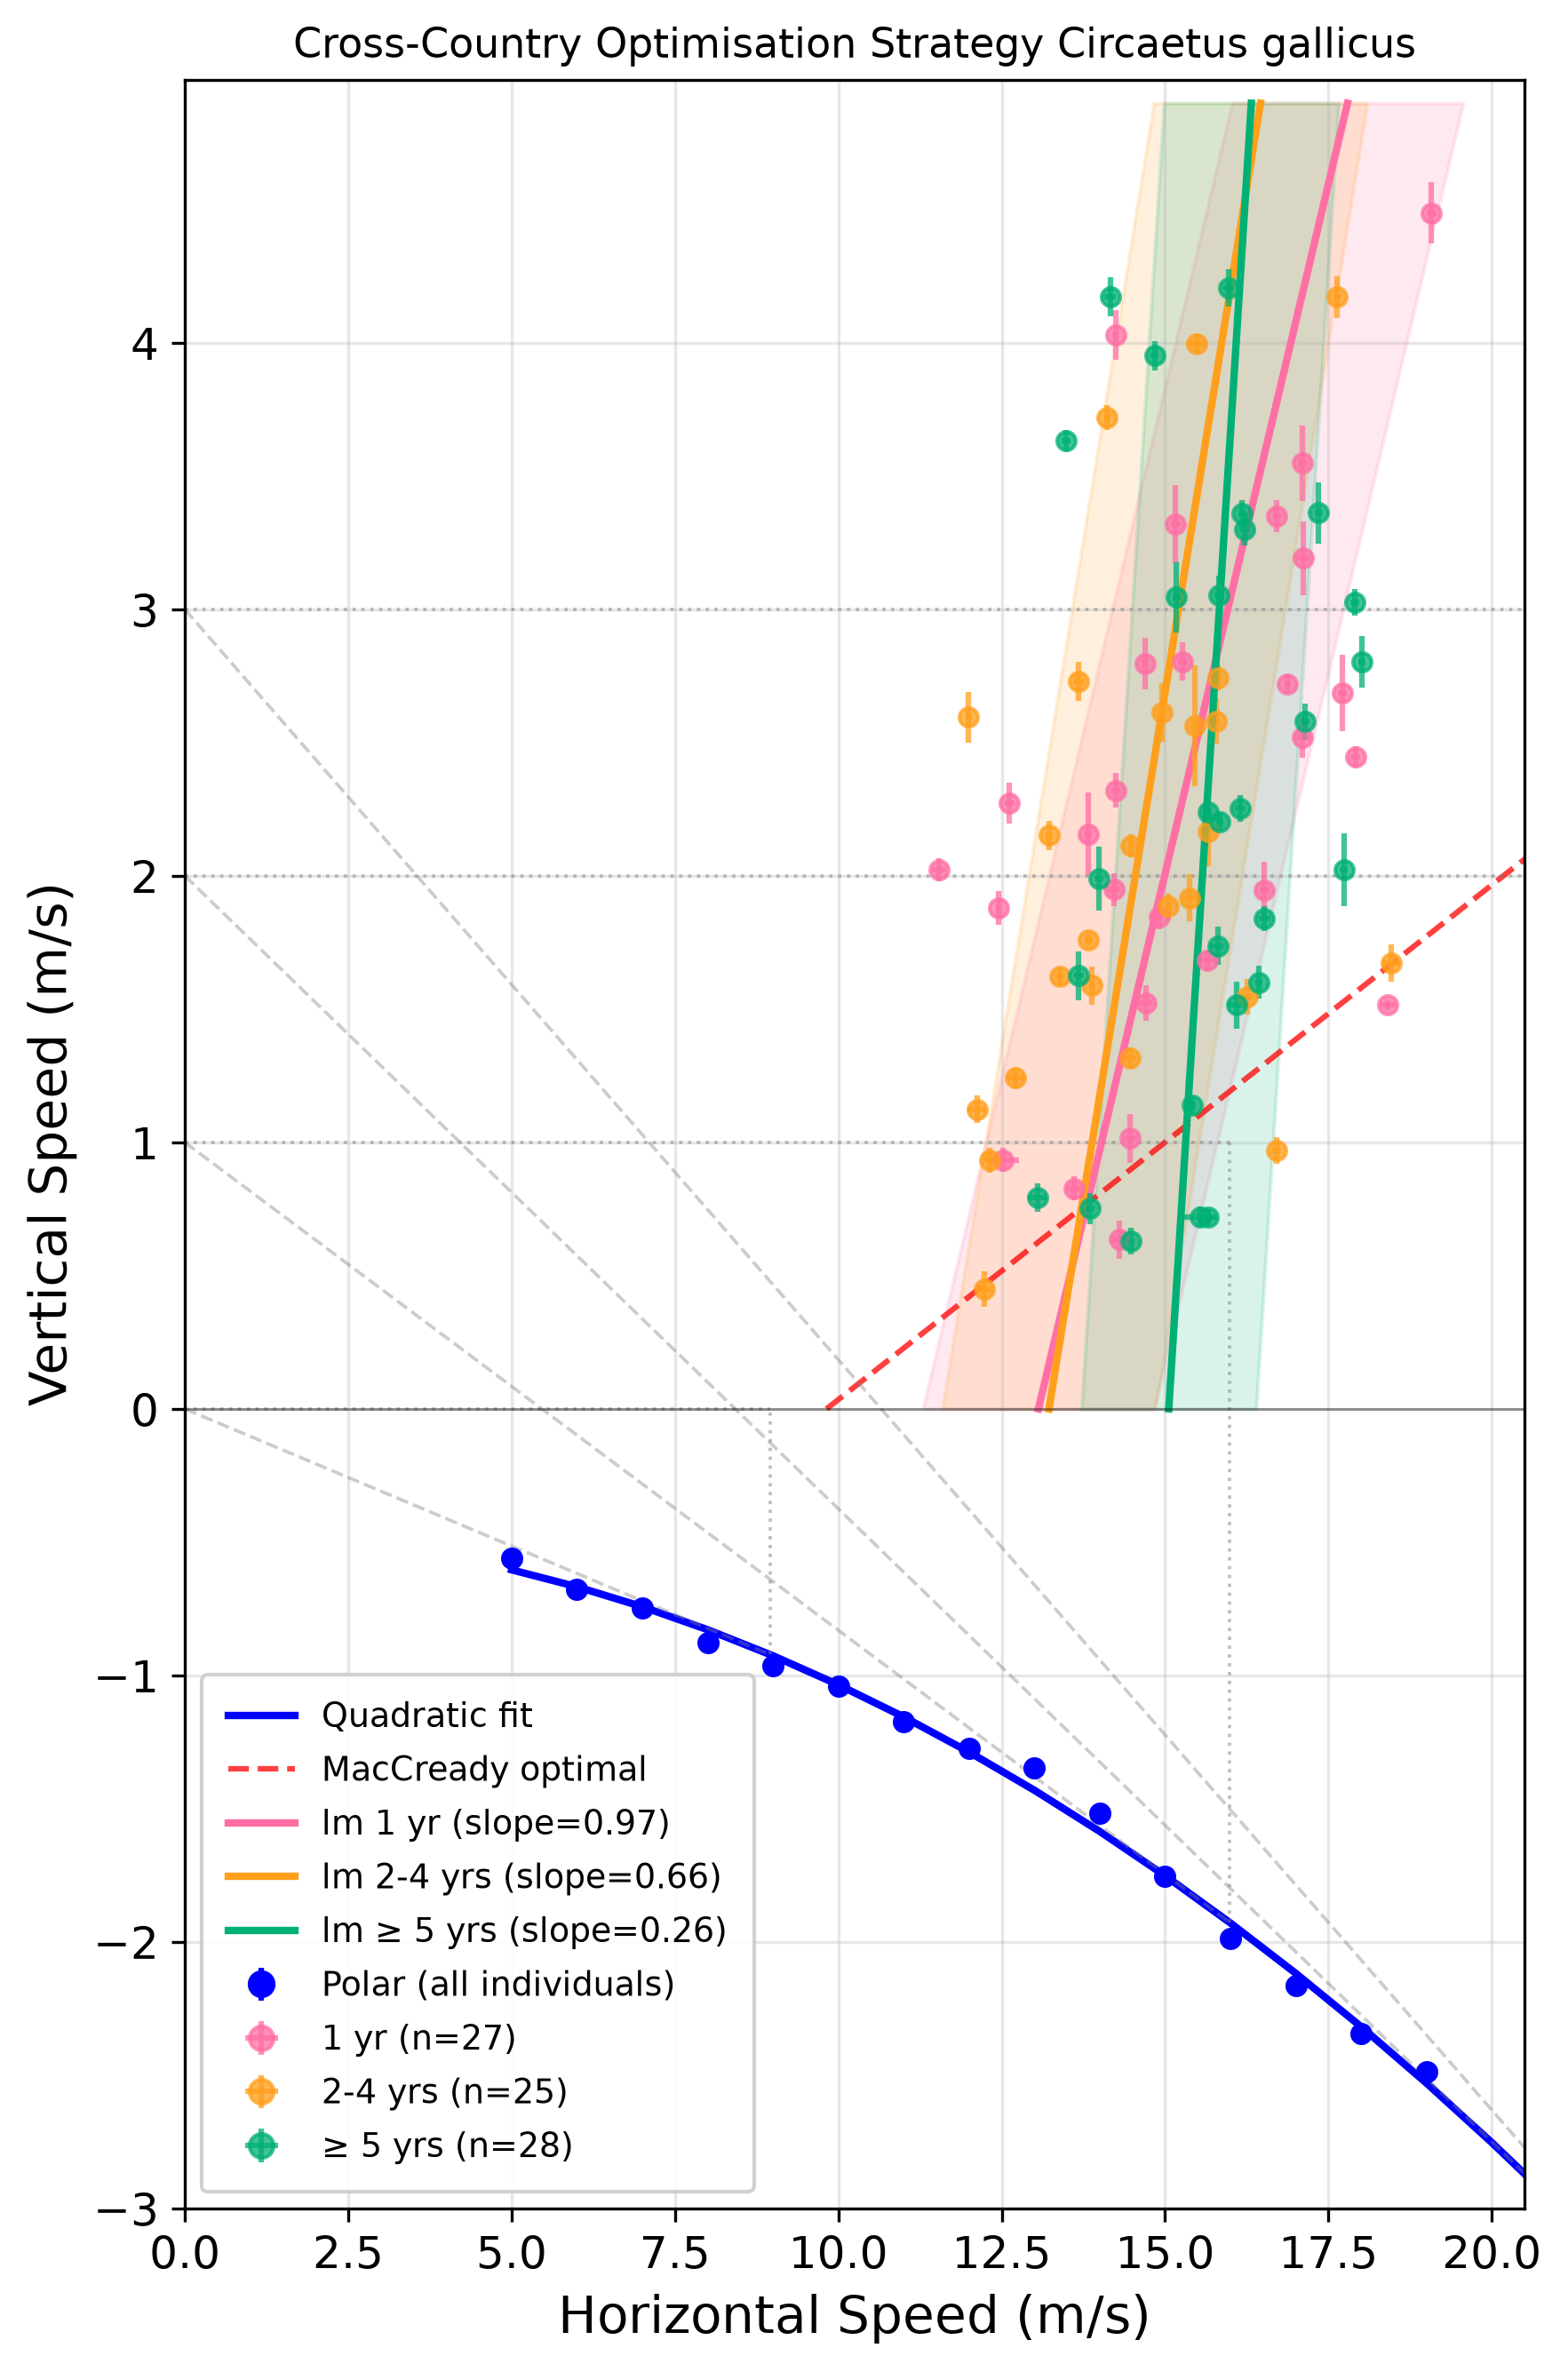 Cross-Country Optimisation Strategy Circaetus gallicus
Vertical Speed (m/s)
4
3
2
1
0
−1
−2
−3
Quadratic fit
MacCready optimal
lm 1 yr (slope=0.97)
lm 2-4 yrs (slope=0.66)
lm ≥ 5 yrs (slope=0.26)
Polar (all individuals)
1 yr (n=27)
2-4 yrs (n=25)
≥ 5 yrs (n=28)
0.0 2.5 5.0 7.5 10.0 12.5 15.0 17.5 20.0
Horizontal Speed (m/s)